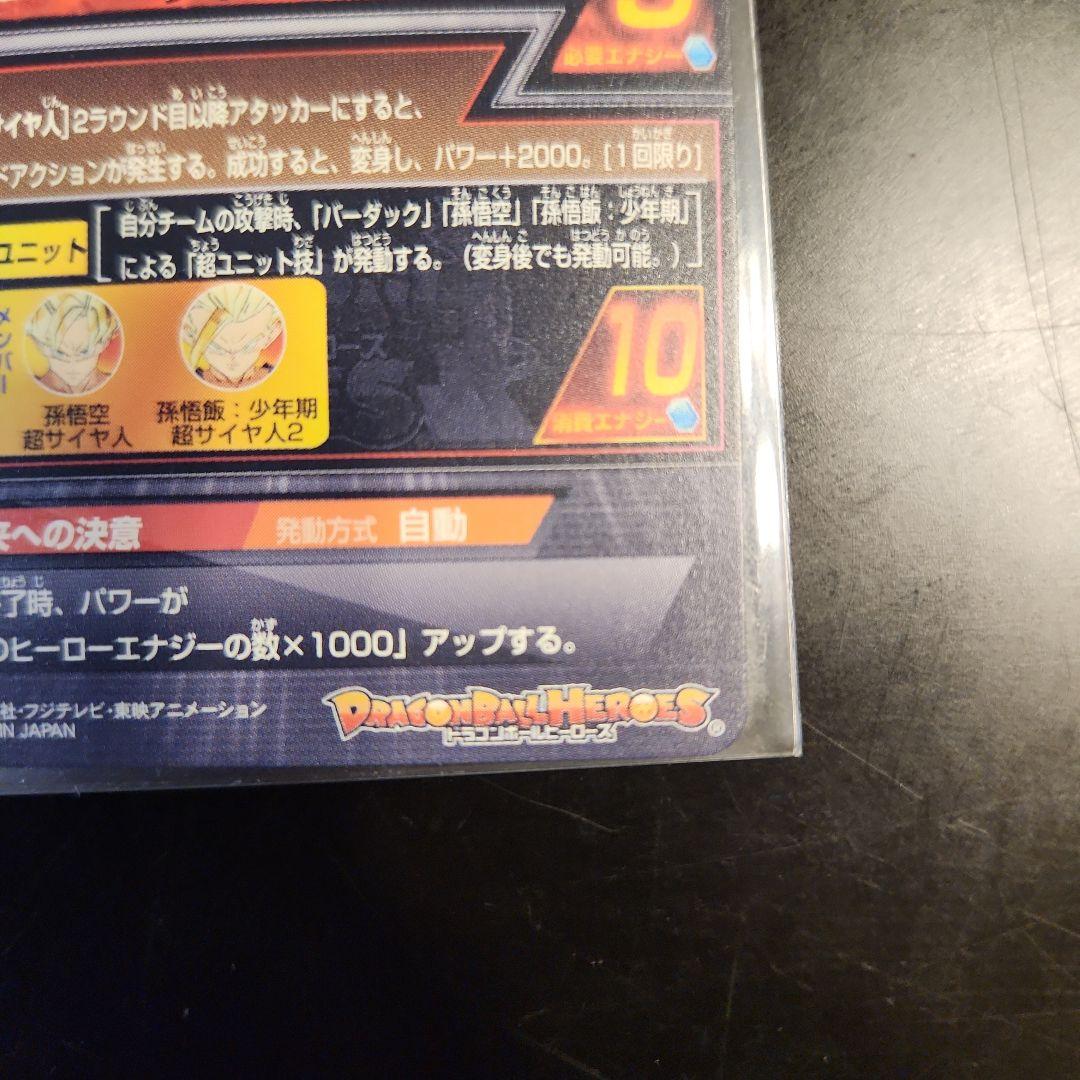 必要エナジー
サイヤ人]2ラウンド目以降アタッカーにすると、
ドアクションが発生する。成功すると、変身し、パワー+2000。[1回限り]
ユニット
自分チームの攻撃時、「バーダック」「孫悟空」「孫悟飯：少年期」
による「超ユニット技」が発動する。（変身後でも発動可能。）
メンバー
孫悟空
超サイヤ人
孫悟飯：少年期
超サイヤ人2
10
消費エナジー
来への決意
発動方式 自動
了時、パワーが
のヒーローエナジーの数×1000」アップする。
社・フジテレビ・東映アニメーション
IN JAPAN
DRAGONBALL HEROES
ドラゴンボールヒーローズ
®